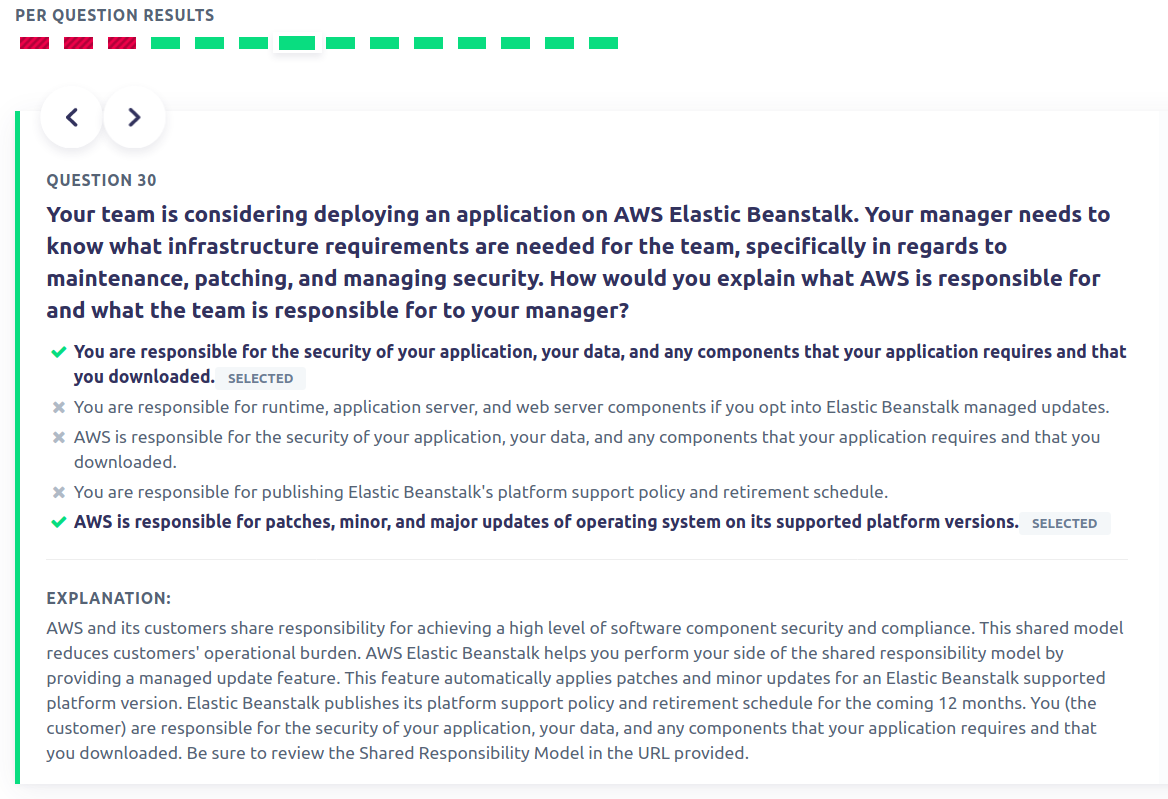 PER QUESTION RESULTS
QUESTION 30
Your team is considering deploying an application on AWS Elastic Beanstalk. Your manager needs to
know what infrastructure requirements are needed for the team, specifically in regards to
maintenance, patching, and managing security. How would you explain what AWS is responsible for
and what the team is responsible for to your manager?
You are responsible for the security of your application, your data, and any components that your application requires and that
you downloaded. SELECTED
You are responsible for runtime, application server, and web server components if you opt into Elastic Beanstalk managed updates.
AWS is responsible for the security of your application, your data, and any components that your application requires and that you
downloaded.
You are responsible for publishing Elastic Beanstalk's platform support policy and retirement schedule.
AWS is responsible for patches, minor, and major updates of operating system on its supported platform versions. SELECTED
EXPLANATION:
AWS and its customers share responsibility for achieving a high level of software component security and compliance. This shared model
reduces customers' operational burden. AWS Elastic Beanstalk helps you perform your side of the shared responsibility model by
providing a managed update feature. This feature automatically applies patches and minor updates for an Elastic Beanstalk supported
platform version. Elastic Beanstalk publishes its platform support policy and retirement schedule for the coming 12 months. You (the
customer) are responsible for the security of your application, your data, and any components that your application requires and that
you downloaded. Be sure to review the Shared Responsibility Model in the URL provided.